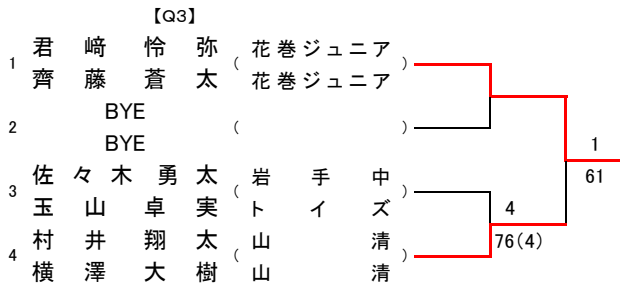 【Q3】
1 君﨑怜弥 (花巻ジュニア)
齊藤蒼太 花巻ジュニア
2 BYE ( )
BYE
1
61
3 佐々木勇太 (岩手中)
玉山卓実 トイズ
4
76(4)
4 村井翔太 (山清)
横澤大樹 山清